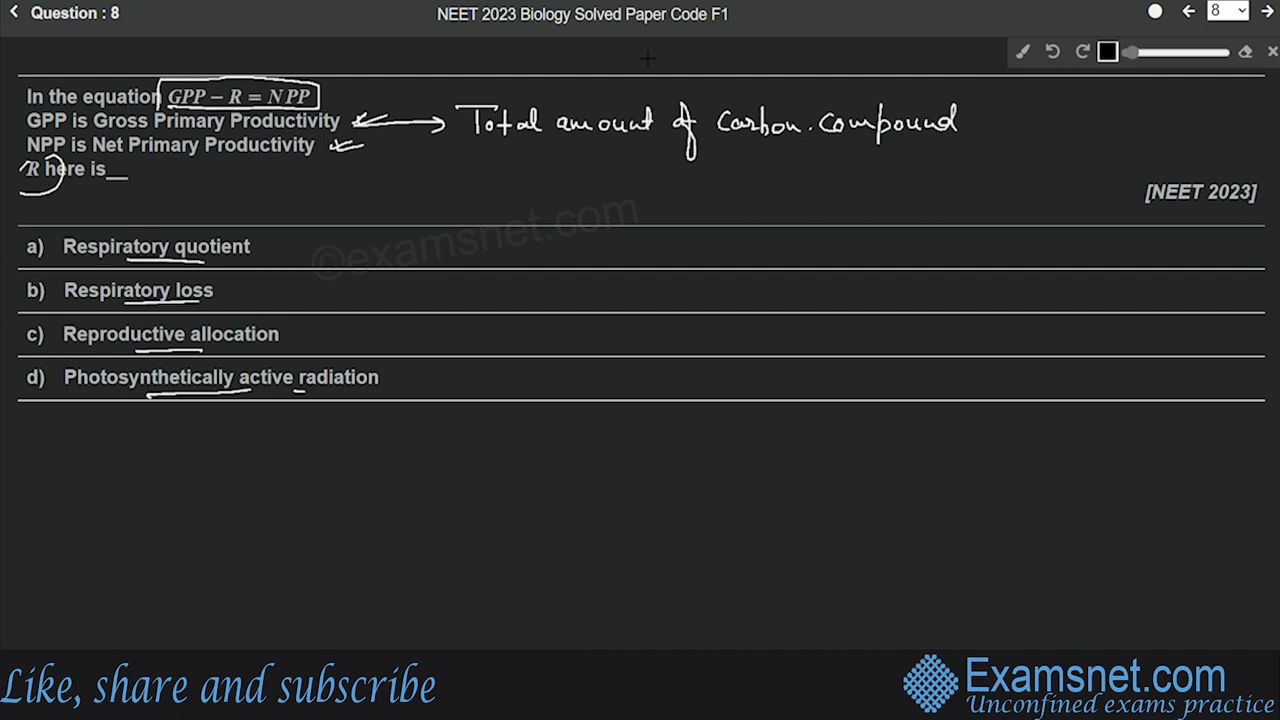 Question : 8
NEET 2023 Biology Solved Paper Code F1
8
In the equation GPP – R = NPP
GPP is Gross Primary Productivity
Total amount of carbon.compound
NPP is Net Primary Productivity
R here is__
[NEET 2023]
©examsnet.com
a) Respiratory quotient
b) Respiratory loss
c) Reproductive allocation
d) Photosynthetically active radiation
Like, share and subscribe
Examsnet.com
Unconfined exams practice